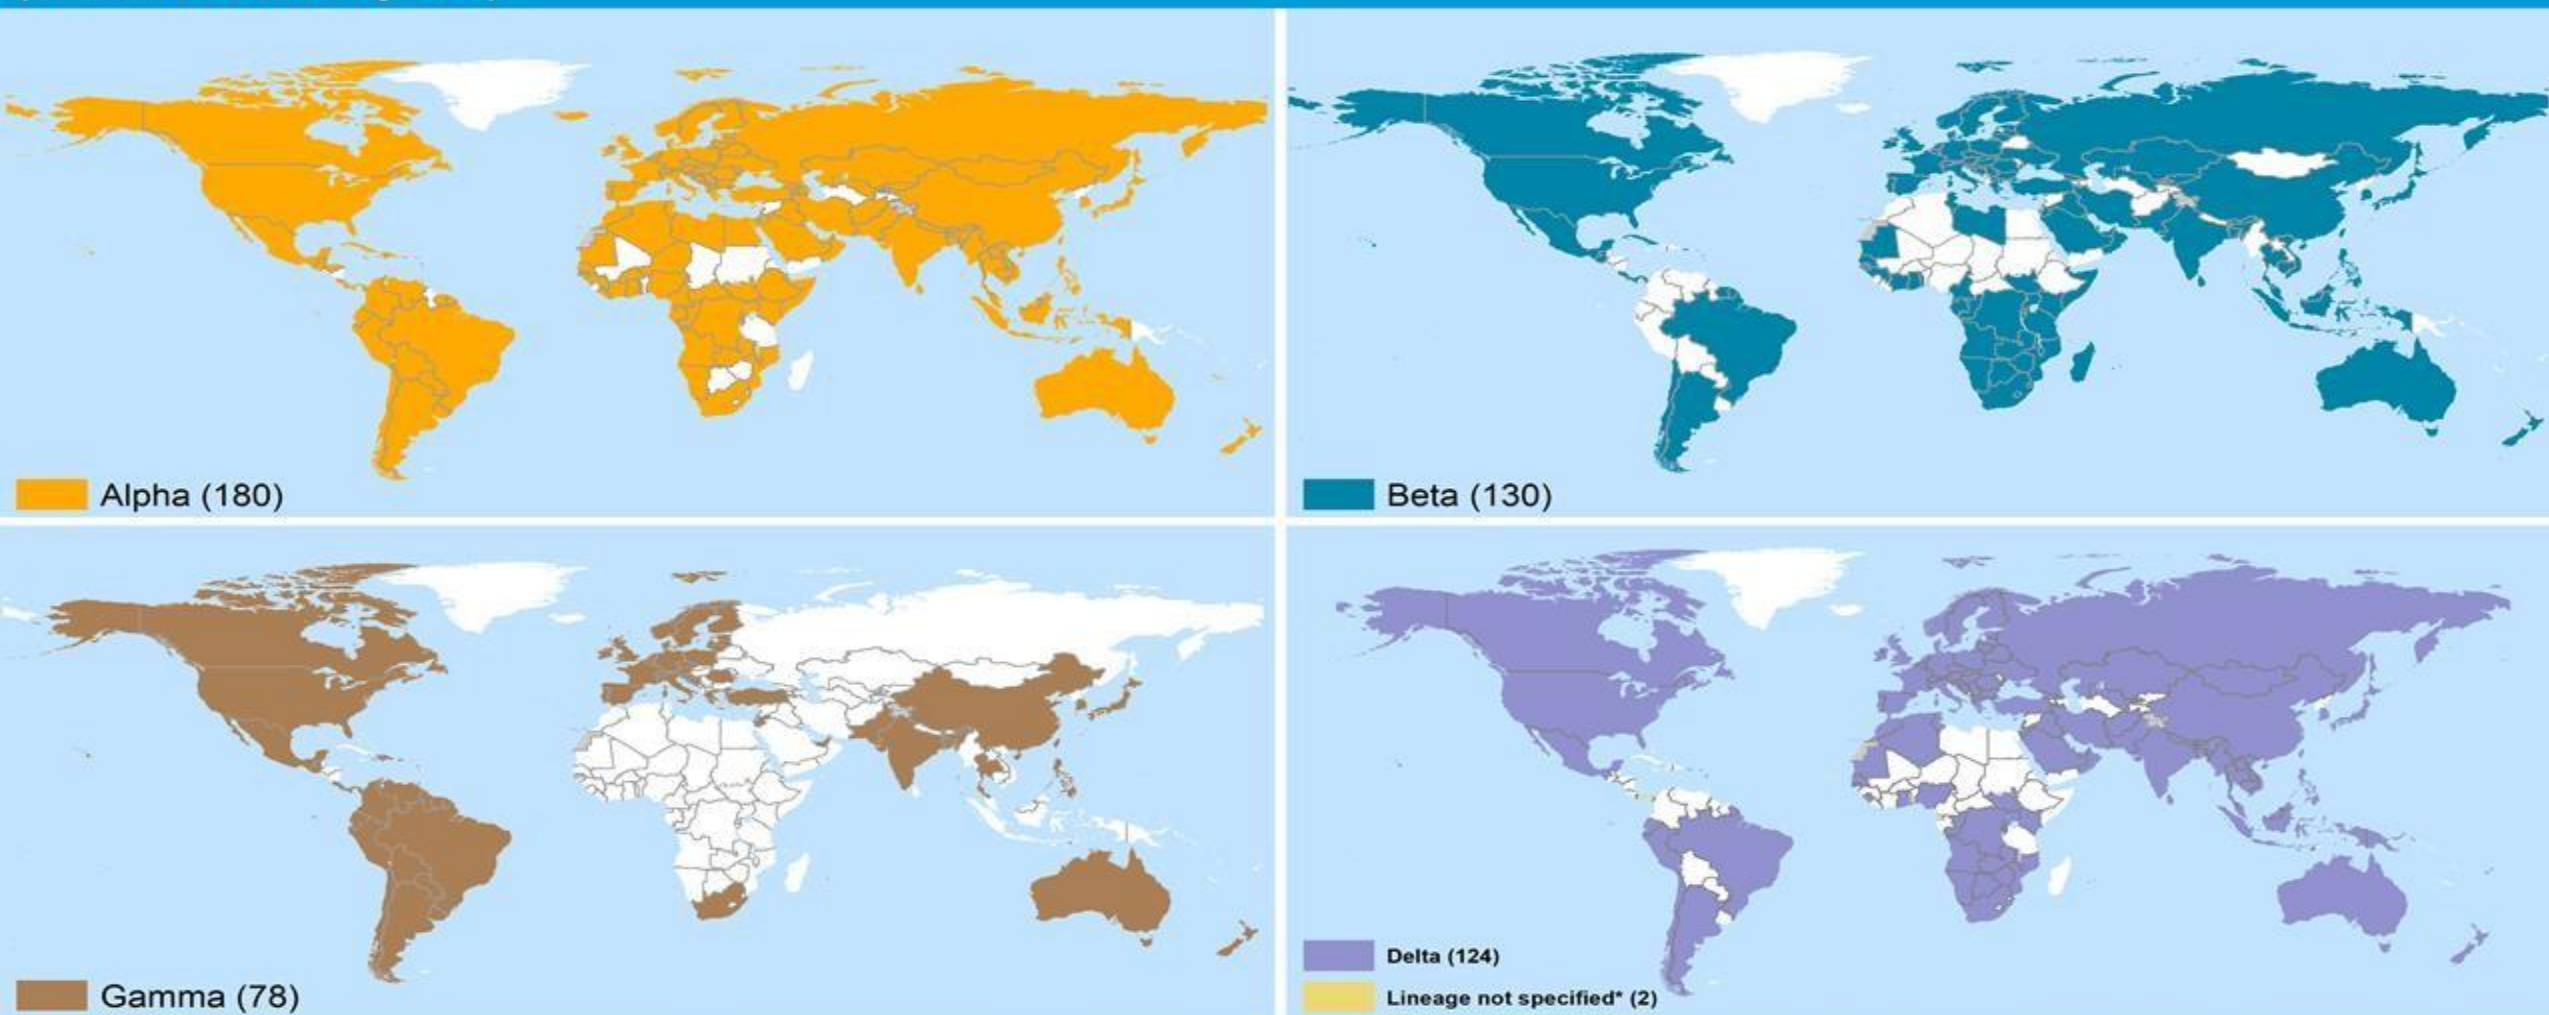 Alpha (180)
Beta (130)
Gamma (78)
Delta (124)
Lineage not specified* (2)